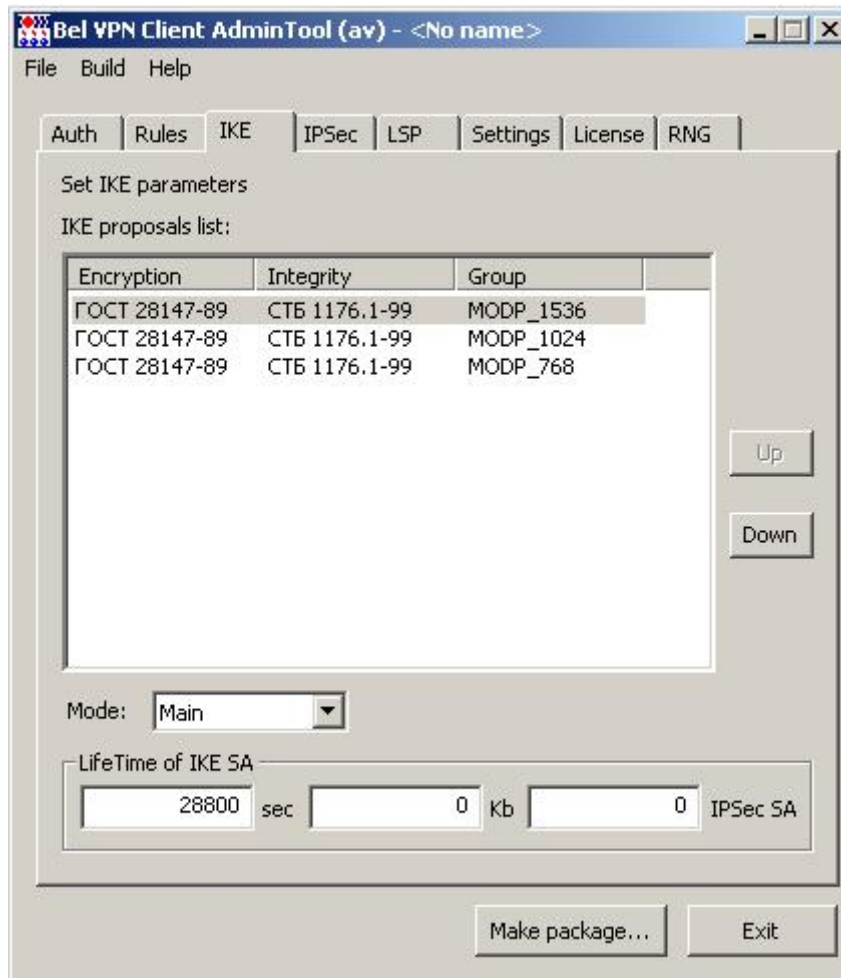 Bel VPN Client AdminTool (av) - <No name>
File Build Help
Auth Rules IKE IPSec LSP Settings License RNG
Set IKE parameters
IKE proposals list:
Encryption Integrity Group
ГОСТ 28147-89 СТБ 1176.1-99 MODP_1536
ГОСТ 28147-89 СТБ 1176.1-99 MODP_1024
ГОСТ 28147-89 СТБ 1176.1-99 MODP_768
Up
Down
Mode: Main
LifeTime of IKE SA
28800 sec 0 Kb 0 IPSec SA
Make package... Exit